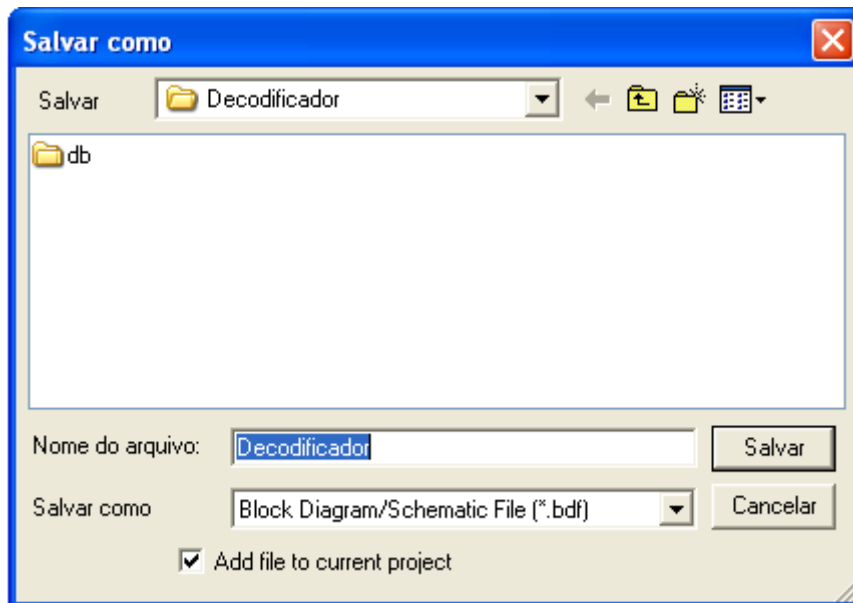 Salvar como
Salvar Decodificador
db
Nome do arquivo: Decodificador Salvar
Salvar como Block Diagram/Schematic File (*.bdf) Cancelar
Add file to current project